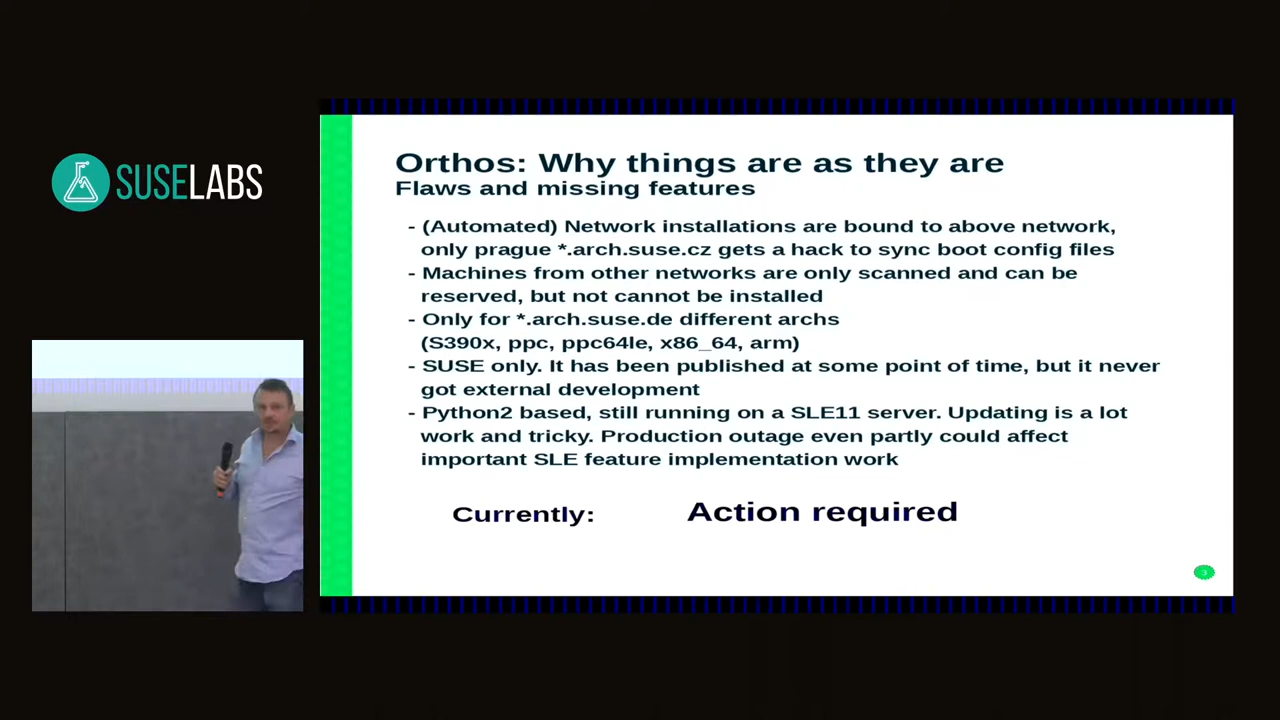 SUSELABS
Orthos: Why things are as they are
Flaws and missing features
- (Automated) Network installations are bound to above network,
only prague *.arch.suse.cz gets a hack to sync boot config files
- Machines from other networks are only scanned and can be
reserved, but not cannot be installed
- Only for *.arch.suse.de different archs
(S390x, ppc, ppc64le, x86_64, arm)
- SUSE only. It has been published at some point of time, but it never
got external development
- Python2 based, still running on a SLE11 server. Updating is a lot
work and tricky. Production outage even partly could affect
important SLE feature implementation work
Currently: Action required
3